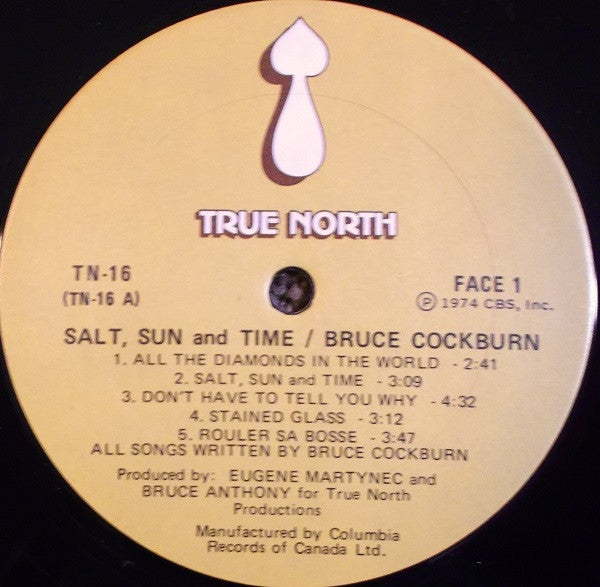 TRUE NORTH
TN-16
(TN-16 A)
FACE 1
Ⓟ 1974 CBS, Inc.
SALT, SUN and TIME / BRUCE COCKBURN
1. ALL THE DIAMONDS IN THE WORLD - 2:41
2. SALT, SUN and TIME - 3:09
3. DON'T HAVE TO TELL YOU WHY - 4:32
4. STAINED GLASS - 3:12
5. ROULER SA BOSSE - 3:47
ALL SONGS WRITTEN BY BRUCE COCKBURN
Produced by: EUGENE MARTYNEC and
BRUCE ANTHONY for True North
Productions
Manufactured by Columbia
Records of Canada Ltd.